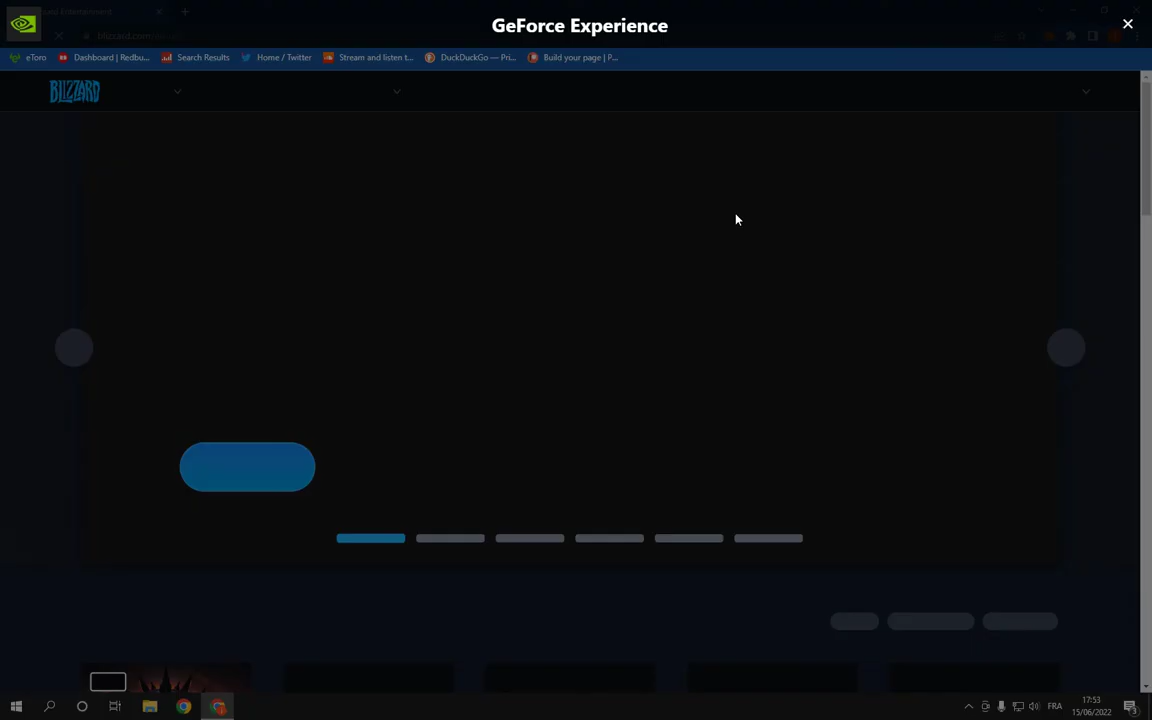 GeForce Experience
eToro
Dashboard | Redbu...
Search Results
Home / Twitter
Stream and listen t...
DuckDuckGo — Pri...
Build your page | P...
BLIZZARD
17:53
FRA
15/06/2022
3